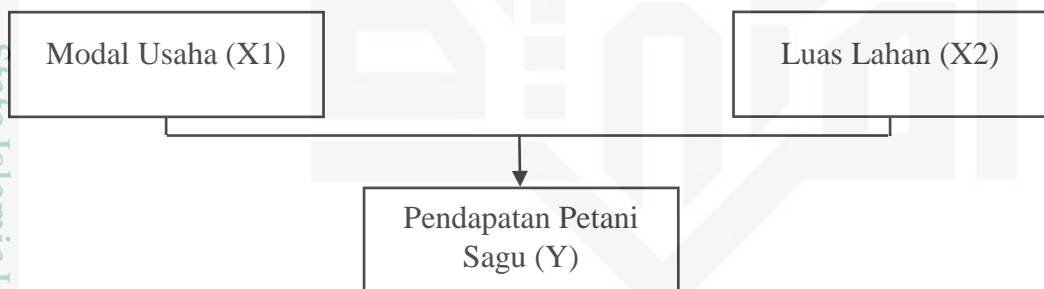 Modal Usaha (X1)
Luas Lahan (X2)
Pendapatan Petani
Sagu (Y)